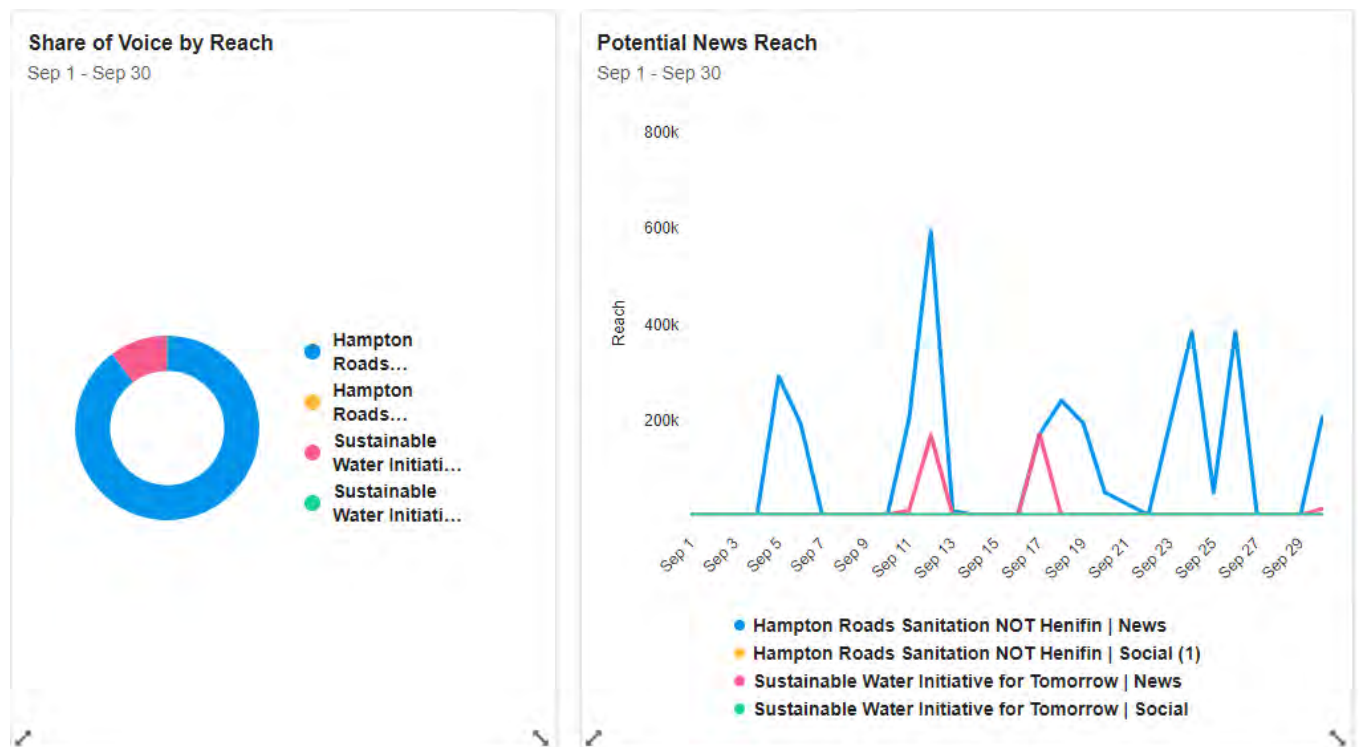 Share of Voice by Reach
Sep 1 - Sep 30
Hampton
Roads...
Hampton
Roads...
Sustainable
Water Initiati...
Sustainable
Water Initiati...
Potential News Reach
Sep 1 - Sep 30
800k
600k
400k
200k
Reach
Sep 1
Sep 3
Sep 5
Sep 7
Sep 9
Sep 11
Sep 13
Sep 15
Sep 17
Sep 19
Sep 21
Sep 23
Sep 25
Sep 27
Sep 29
Hampton Roads Sanitation NOT Henifin | News
Hampton Roads Sanitation NOT Henifin | Social (1)
Sustainable Water Initiative for Tomorrow | News
Sustainable Water Initiative for Tomorrow | Social